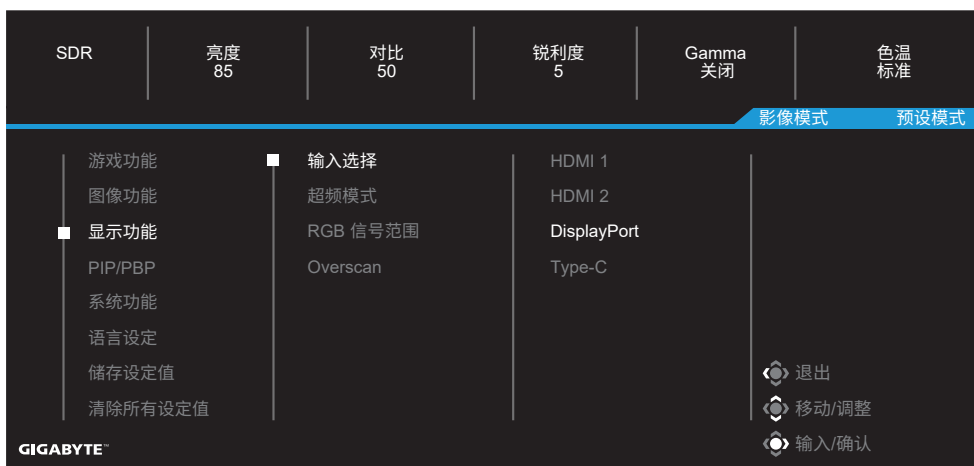 SDR
亮度
85
对比
50
锐利度
5
Gamma
关闭
色温
标准
影像模式
预设模式
游戏功能
图像功能
显示功能
PIP/PBP
系统功能
语言设定
储存设定值
清除所有设定值
输入选择
超频模式
RGB 信号范围
Overscan
HDMI 1
HDMI 2
DisplayPort
Type-C
退出
移动/调整
输入/确认
GIGABYTE™